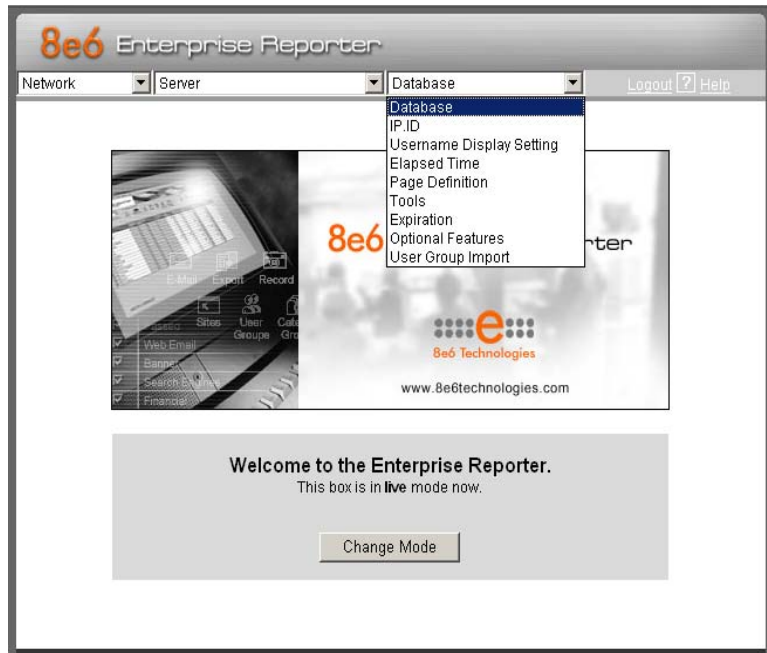 8e6 Enterprise Reporter
Network Server Database Logout ? Help
Database
IP.ID
Username Display Setting
Elapsed Time
Page Definition
Tools
Expiration
Optional Features
User Group Import
8e6 rter
E-Mail Export Record
Sites User Groups
Web Email
Banner
Search Engines
Financial
e
8e6 Technologies
www.8e6technologies.com
Welcome to the Enterprise Reporter.
This box is in live mode now.
Change Mode